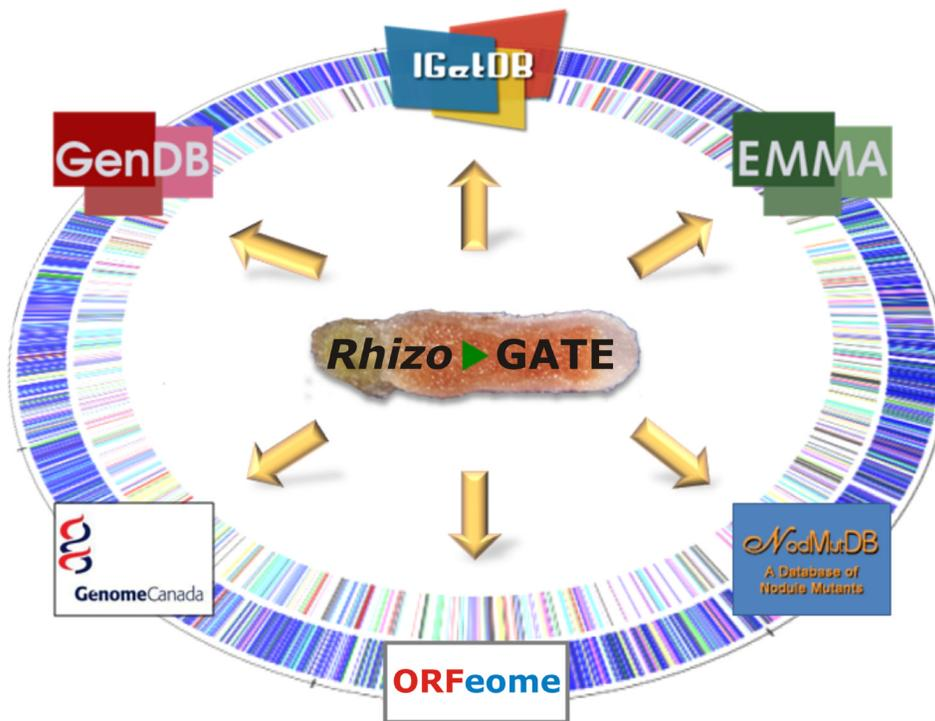 IGetDB
GenDB
EMMA
Rhizo GATE
GenomeCanada
NodMutDB
A Database of
Nodule Mutants
ORFeome